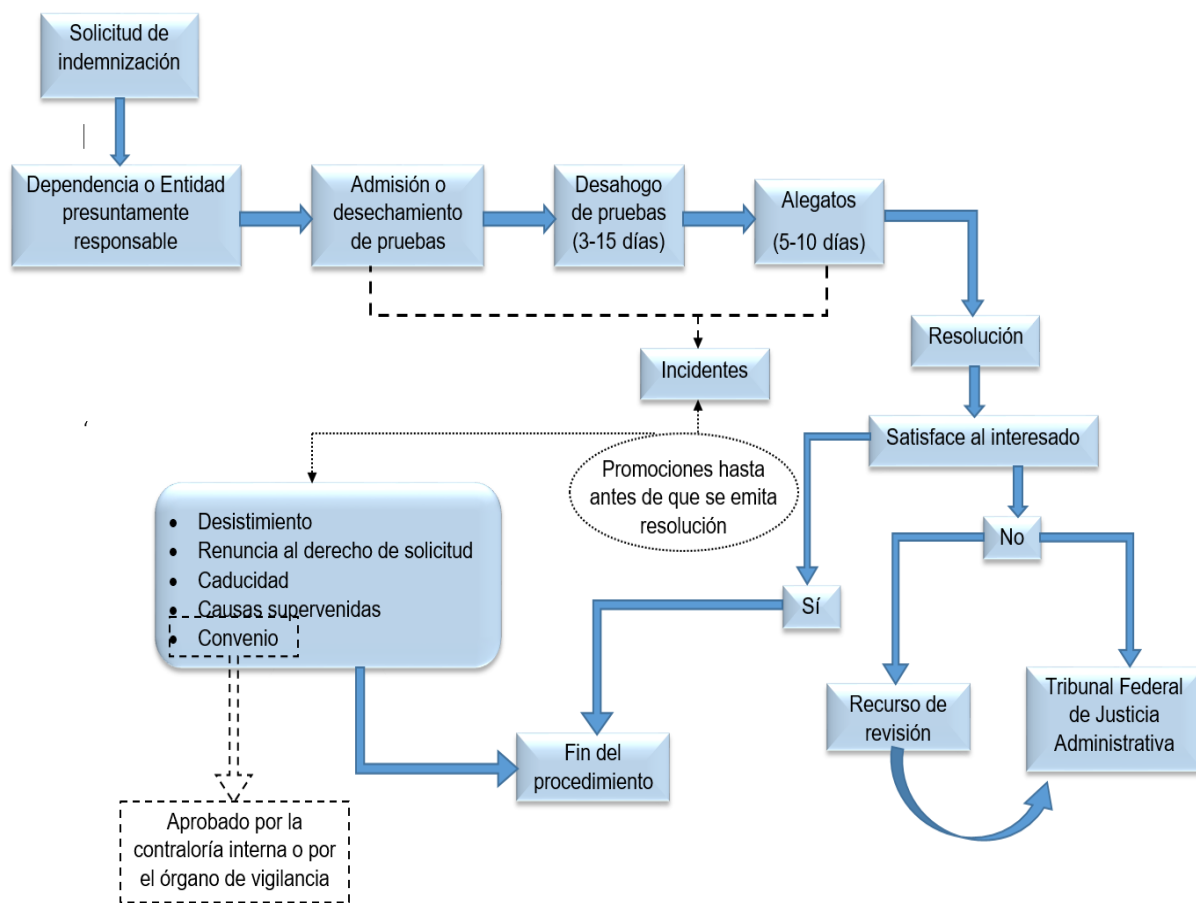 Solicitud de
indemnización
Dependencia o Entidad
presuntamente
responsable
Admisión o
desechamiento
de pruebas
Desahogo
de pruebas
(3-15 días)
Alegatos
(5-10 días)
Resolución
Incidentes
Satisface al interesado
Promociones hasta
antes de que se emita
resolución
• Desistimiento
• Renuncia al derecho de solicitud
• Caducidad
• Causas supervenidas
• Convenio
No
Sí
Recurso de
revisión
Tribunal Federal
de Justicia
Administrativa
Fin del
procedimiento
Aprobado por la
contraloría interna o por
el órgano de vigilancia